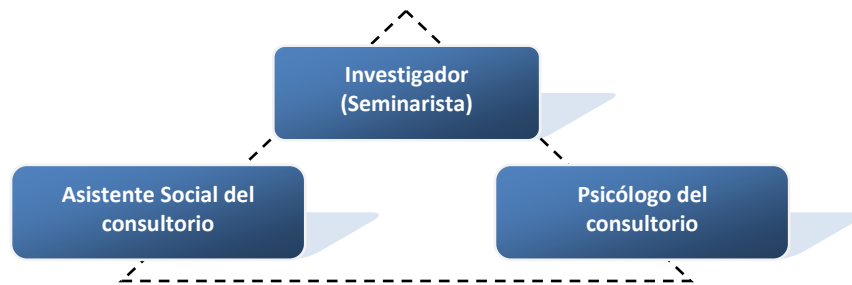 Investigador
(Seminarista)
Asistente Social del
consultorio
Psicólogo del
consultorio